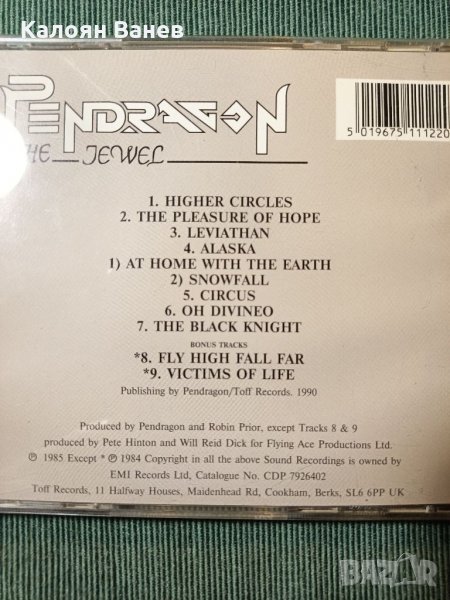 Калоян Ванев
PENDRAGON
THE JEWEL
5 019675 111220
1. HIGHER CIRCLES
2. THE PLEASURE OF HOPE
3. LEVIATHAN
4. ALASKA
1) AT HOME WITH THE EARTH
2) SNOWFALL
5. CIRCUS
6. OH DIVINEO
7. THE BLACK KNIGHT
BONUS TRACKS
*8. FLY HIGH FALL FAR
*9. VICTIMS OF LIFE
Publishing by Pendragon/Toff Records. 1990
Produced by Pendragon and Robin Prior, except Tracks 8 & 9
produced by Pete Hinton and Will Reid Dick for Flying Ace Productions Ltd.
℗ 1985 Except * ℗ 1984 Copyright in all the above Sound Recordings is owned by
EMI Records Ltd, Catalogue No. CDP 7926402
Toff Records, 11 Halfway Houses, Maidenhead Rd, Cookham, Berks, SL6 6PP UK
BAZAR